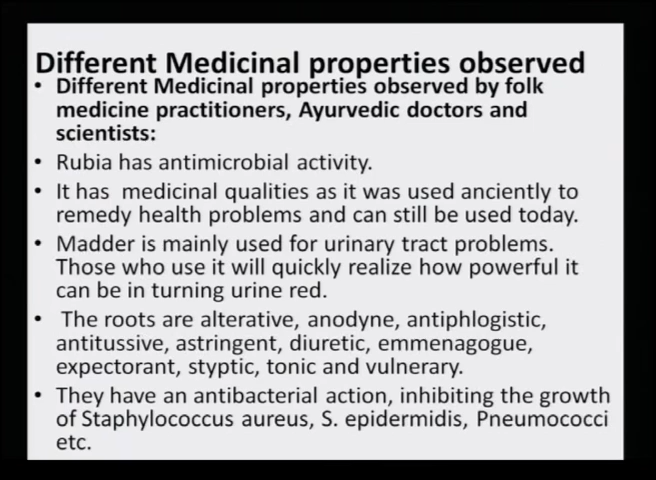 Different Medicinal properties observed
• Different Medicinal properties observed by folk
medicine practitioners, Ayurvedic doctors and
scientists:
• Rubia has antimicrobial activity.
• It has medicinal qualities as it was used anciently to
remedy health problems and can still be used today.
• Madder is mainly used for urinary tract problems.
Those who use it will quickly realize how powerful it
can be in turning urine red.
• The roots are alterative, anodyne, antiphlogistic,
antitussive, astringent, diuretic, emmenagogue,
expectorant, styptic, tonic and vulnerary.
• They have an antibacterial action, inhibiting the growth
of Staphylococcus aureus, S. epidermidis, Pneumococci
etc.